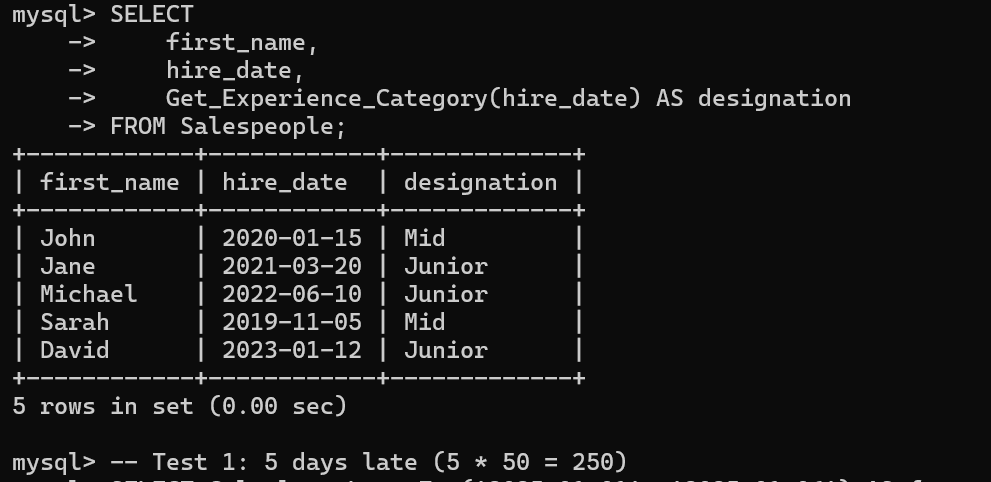 mysql> SELECT
    ->     first_name,
    ->     hire_date,
    ->     Get_Experience_Category(hire_date) AS designation
    -> FROM Salespeople;
+------------+------------+-------------+
| first_name | hire_date  | designation |
+------------+------------+-------------+
| John       | 2020-01-15 | Mid         |
| Jane       | 2021-03-20 | Junior      |
| Michael    | 2022-06-10 | Junior      |
| Sarah      | 2019-11-05 | Mid         |
| David      | 2023-01-12 | Junior      |
+------------+------------+-------------+
5 rows in set (0.00 sec)
mysql> -- Test 1: 5 days late (5 * 50 = 250)